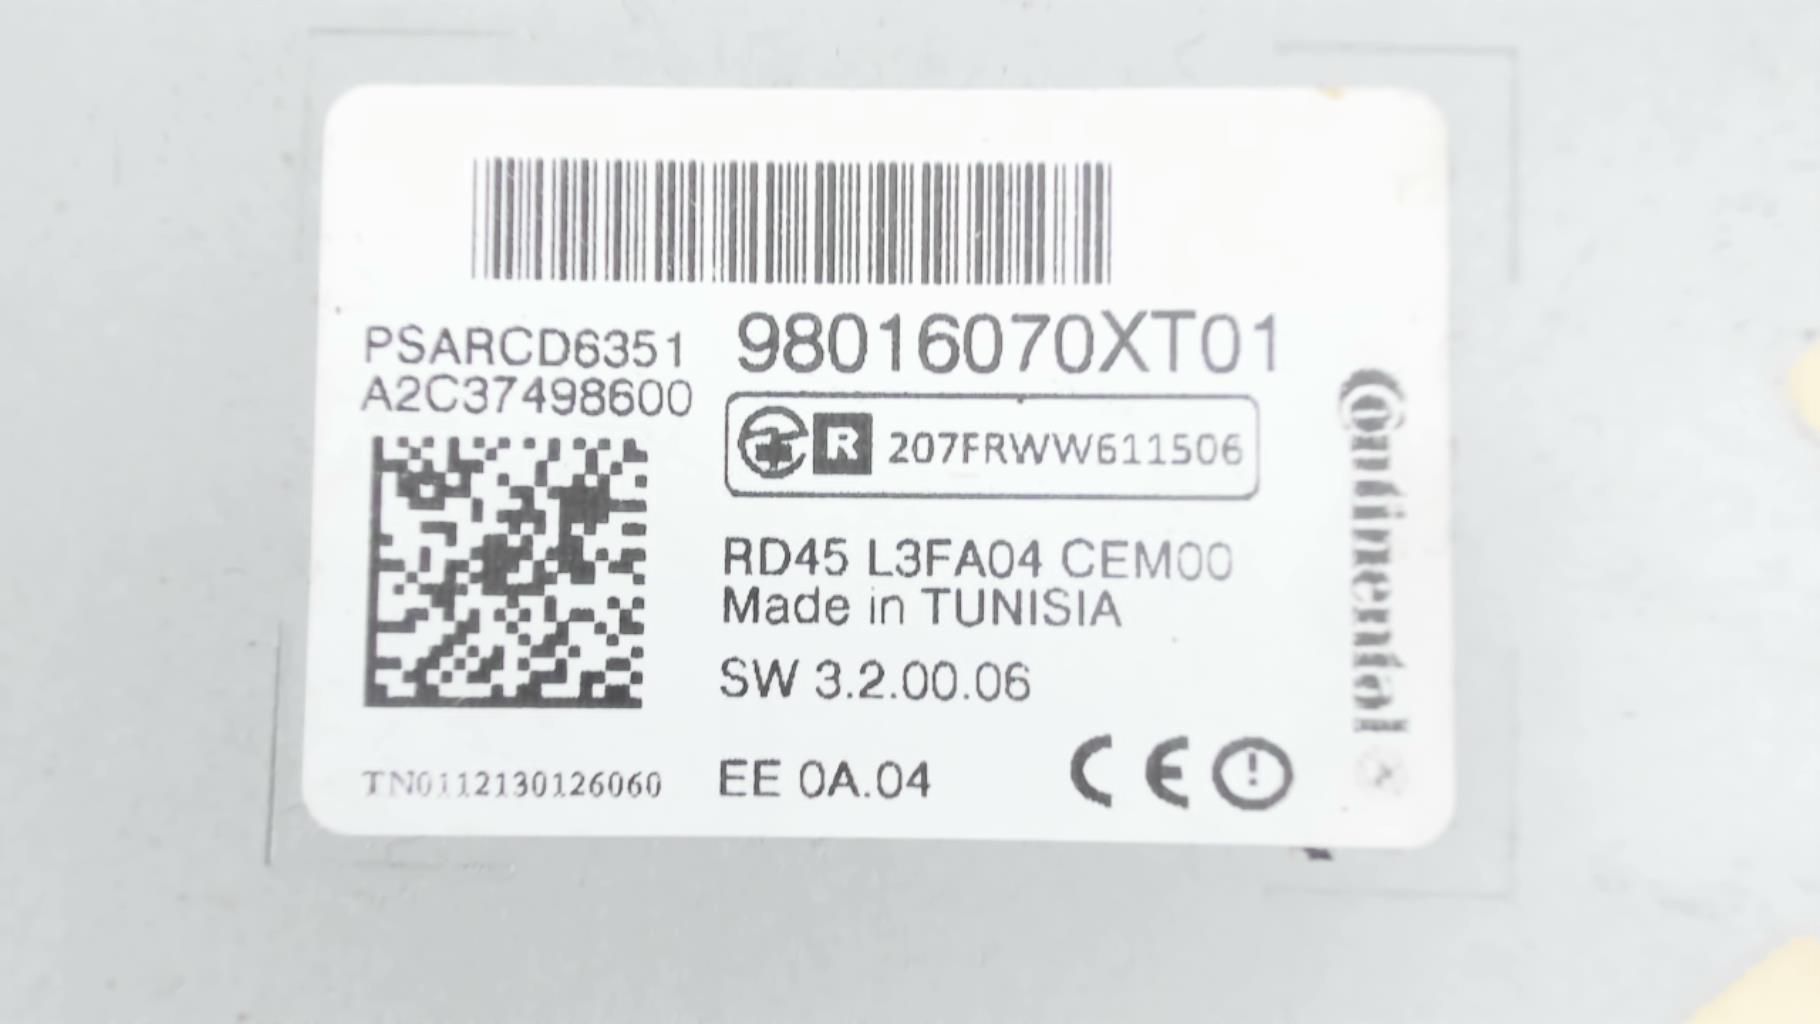 PSARCD6351
98016070XT01
A2C37498600
R 207FRWW611506
RD45 L3FA04 CEM00
Made in TUNISIA
SW 3.2.00.06
TN0112130126060
EE 0A.04
CE
Continental